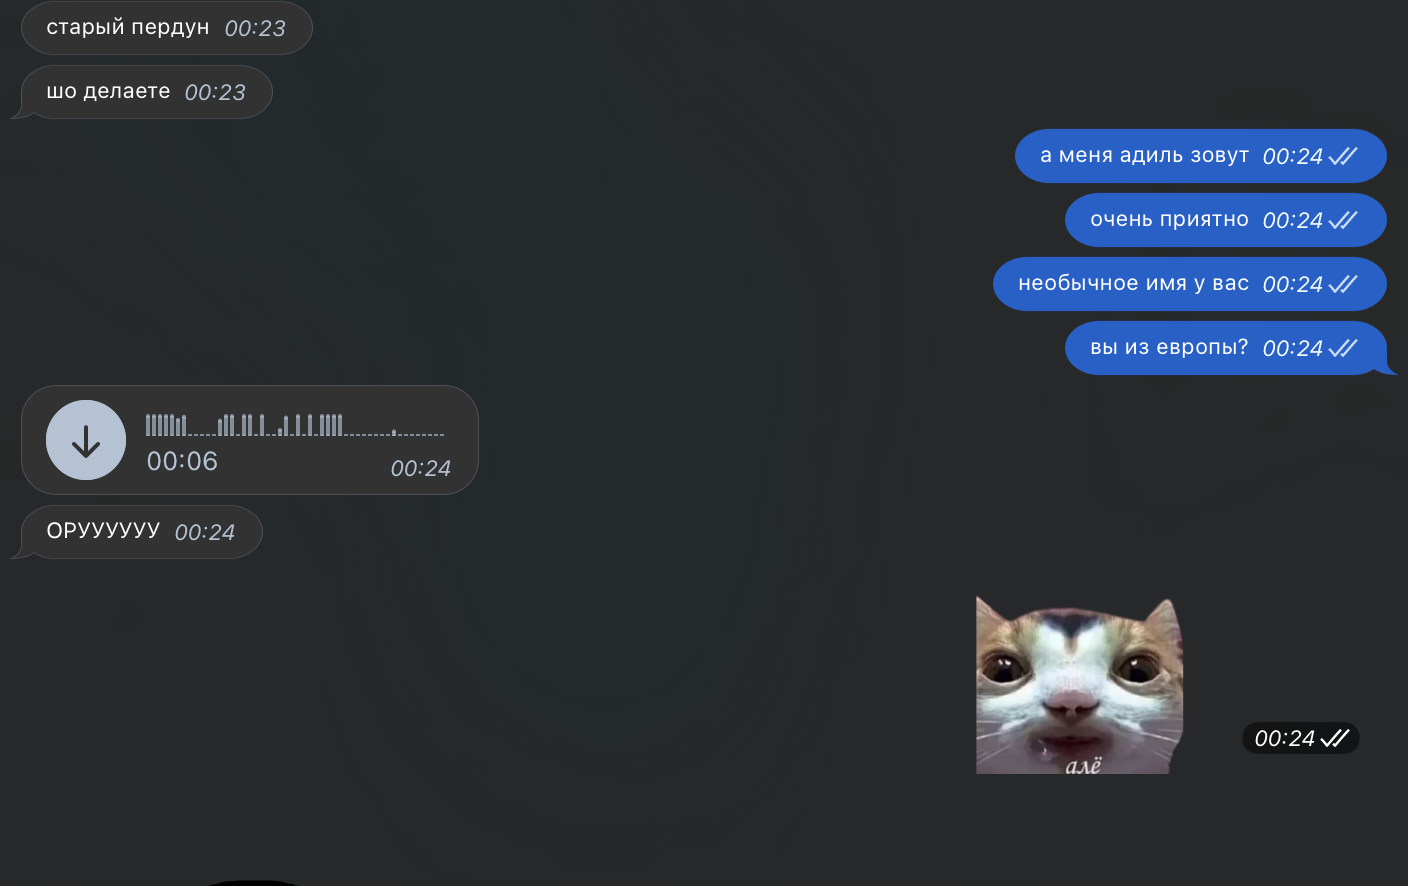 старый пердун 00:23
шо делаете 00:23
а меня адиль зовут 00:24
очень приятно 00:24
необычное имя у вас 00:24
вы из европы? 00:24
00:06 00:24
ОРУУУУУУ 00:24
алё
00:24